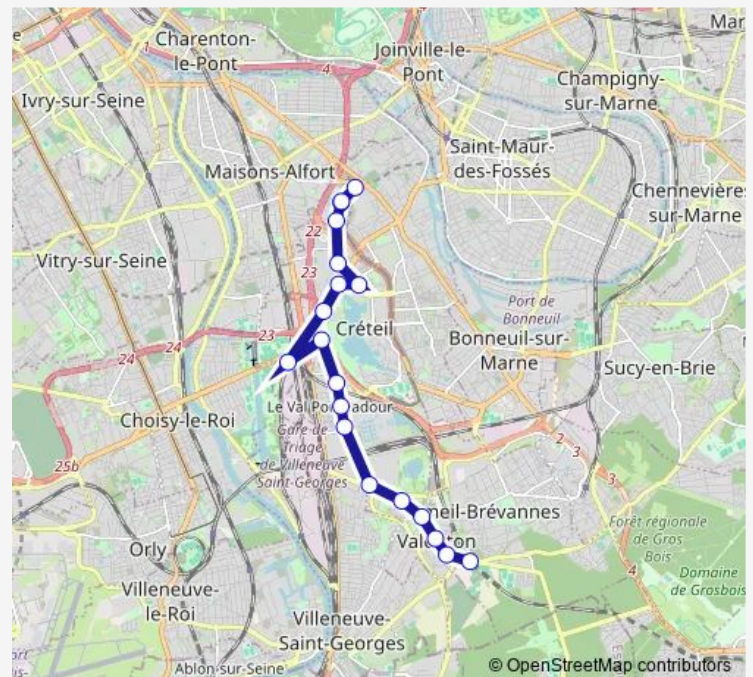 Mar
Charenton-
le-Pont
Joinville-le-
Pont
1
4
Ivry-sur-Seine
Champigny-
sur-Marne
Saint-Maur-
des-Fossés
Maisons-Alfort
Chennevières
sur-Marne
22
Vitry-sur-Seine
23
Port de
Bonneuil
23
24
24
Créteil
Bonneuil-sur-
Marne
Sucy-en-Brie
Le Val Pompadour
Choisy-le-Roi
Gare de
Triage
de Villeneuve
Saint-Georges
2
3
3
25b
neil-Brévannes
Forêt régionale
de Gros
Bois
Orly
Valenton
4
Domaine
de Grosbois
Villeneuve-
le-Roi
Villeneuve-
Saint-Georges
Ablon-sur-Seine
© OpenStreetMap contributors